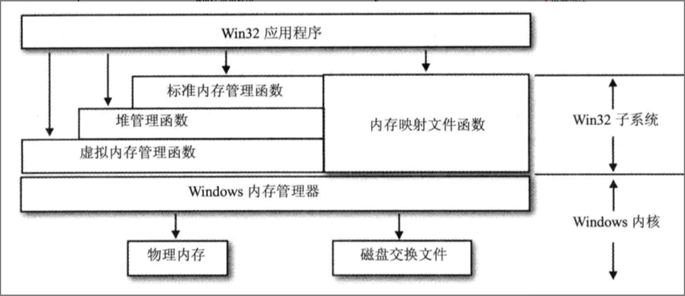 Win32 应用程序
标准内存管理函数
堆管理函数
内存映射文件函数
Win32 子系统
虚拟内存管理函数
Windows 内存管理器
Windows 内核
物理内存
磁盘交换文件